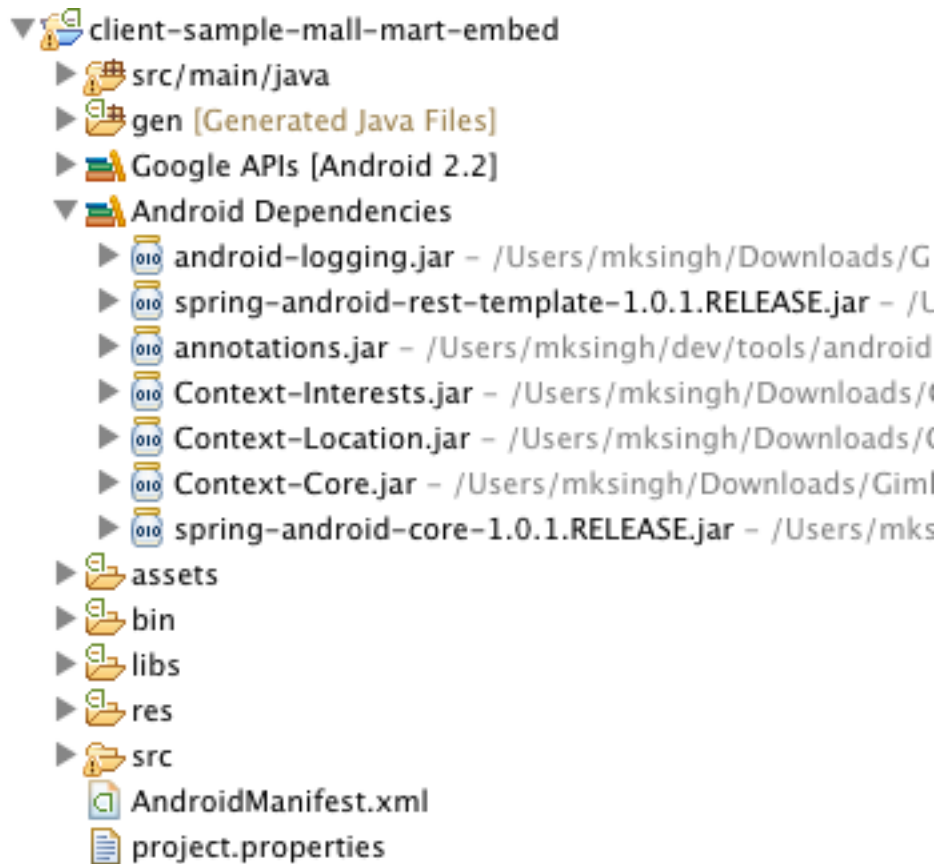 client-sample-mall-mart-embed
src/main/java
gen [Generated Java Files]
Google APIs [Android 2.2]
Android Dependencies
android-logging.jar – /Users/mksingh/Downloads/G
spring-android-rest-template-1.0.1.RELEASE.jar – /U
annotations.jar – /Users/mksingh/dev/tools/android
Context-Interests.jar – /Users/mksingh/Downloads/
Context-Location.jar – /Users/mksingh/Downloads/
Context-Core.jar – /Users/mksingh/Downloads/Giml
spring-android-core-1.0.1.RELEASE.jar – /Users/mks
assets
bin
libs
res
src
AndroidManifest.xml
project.properties